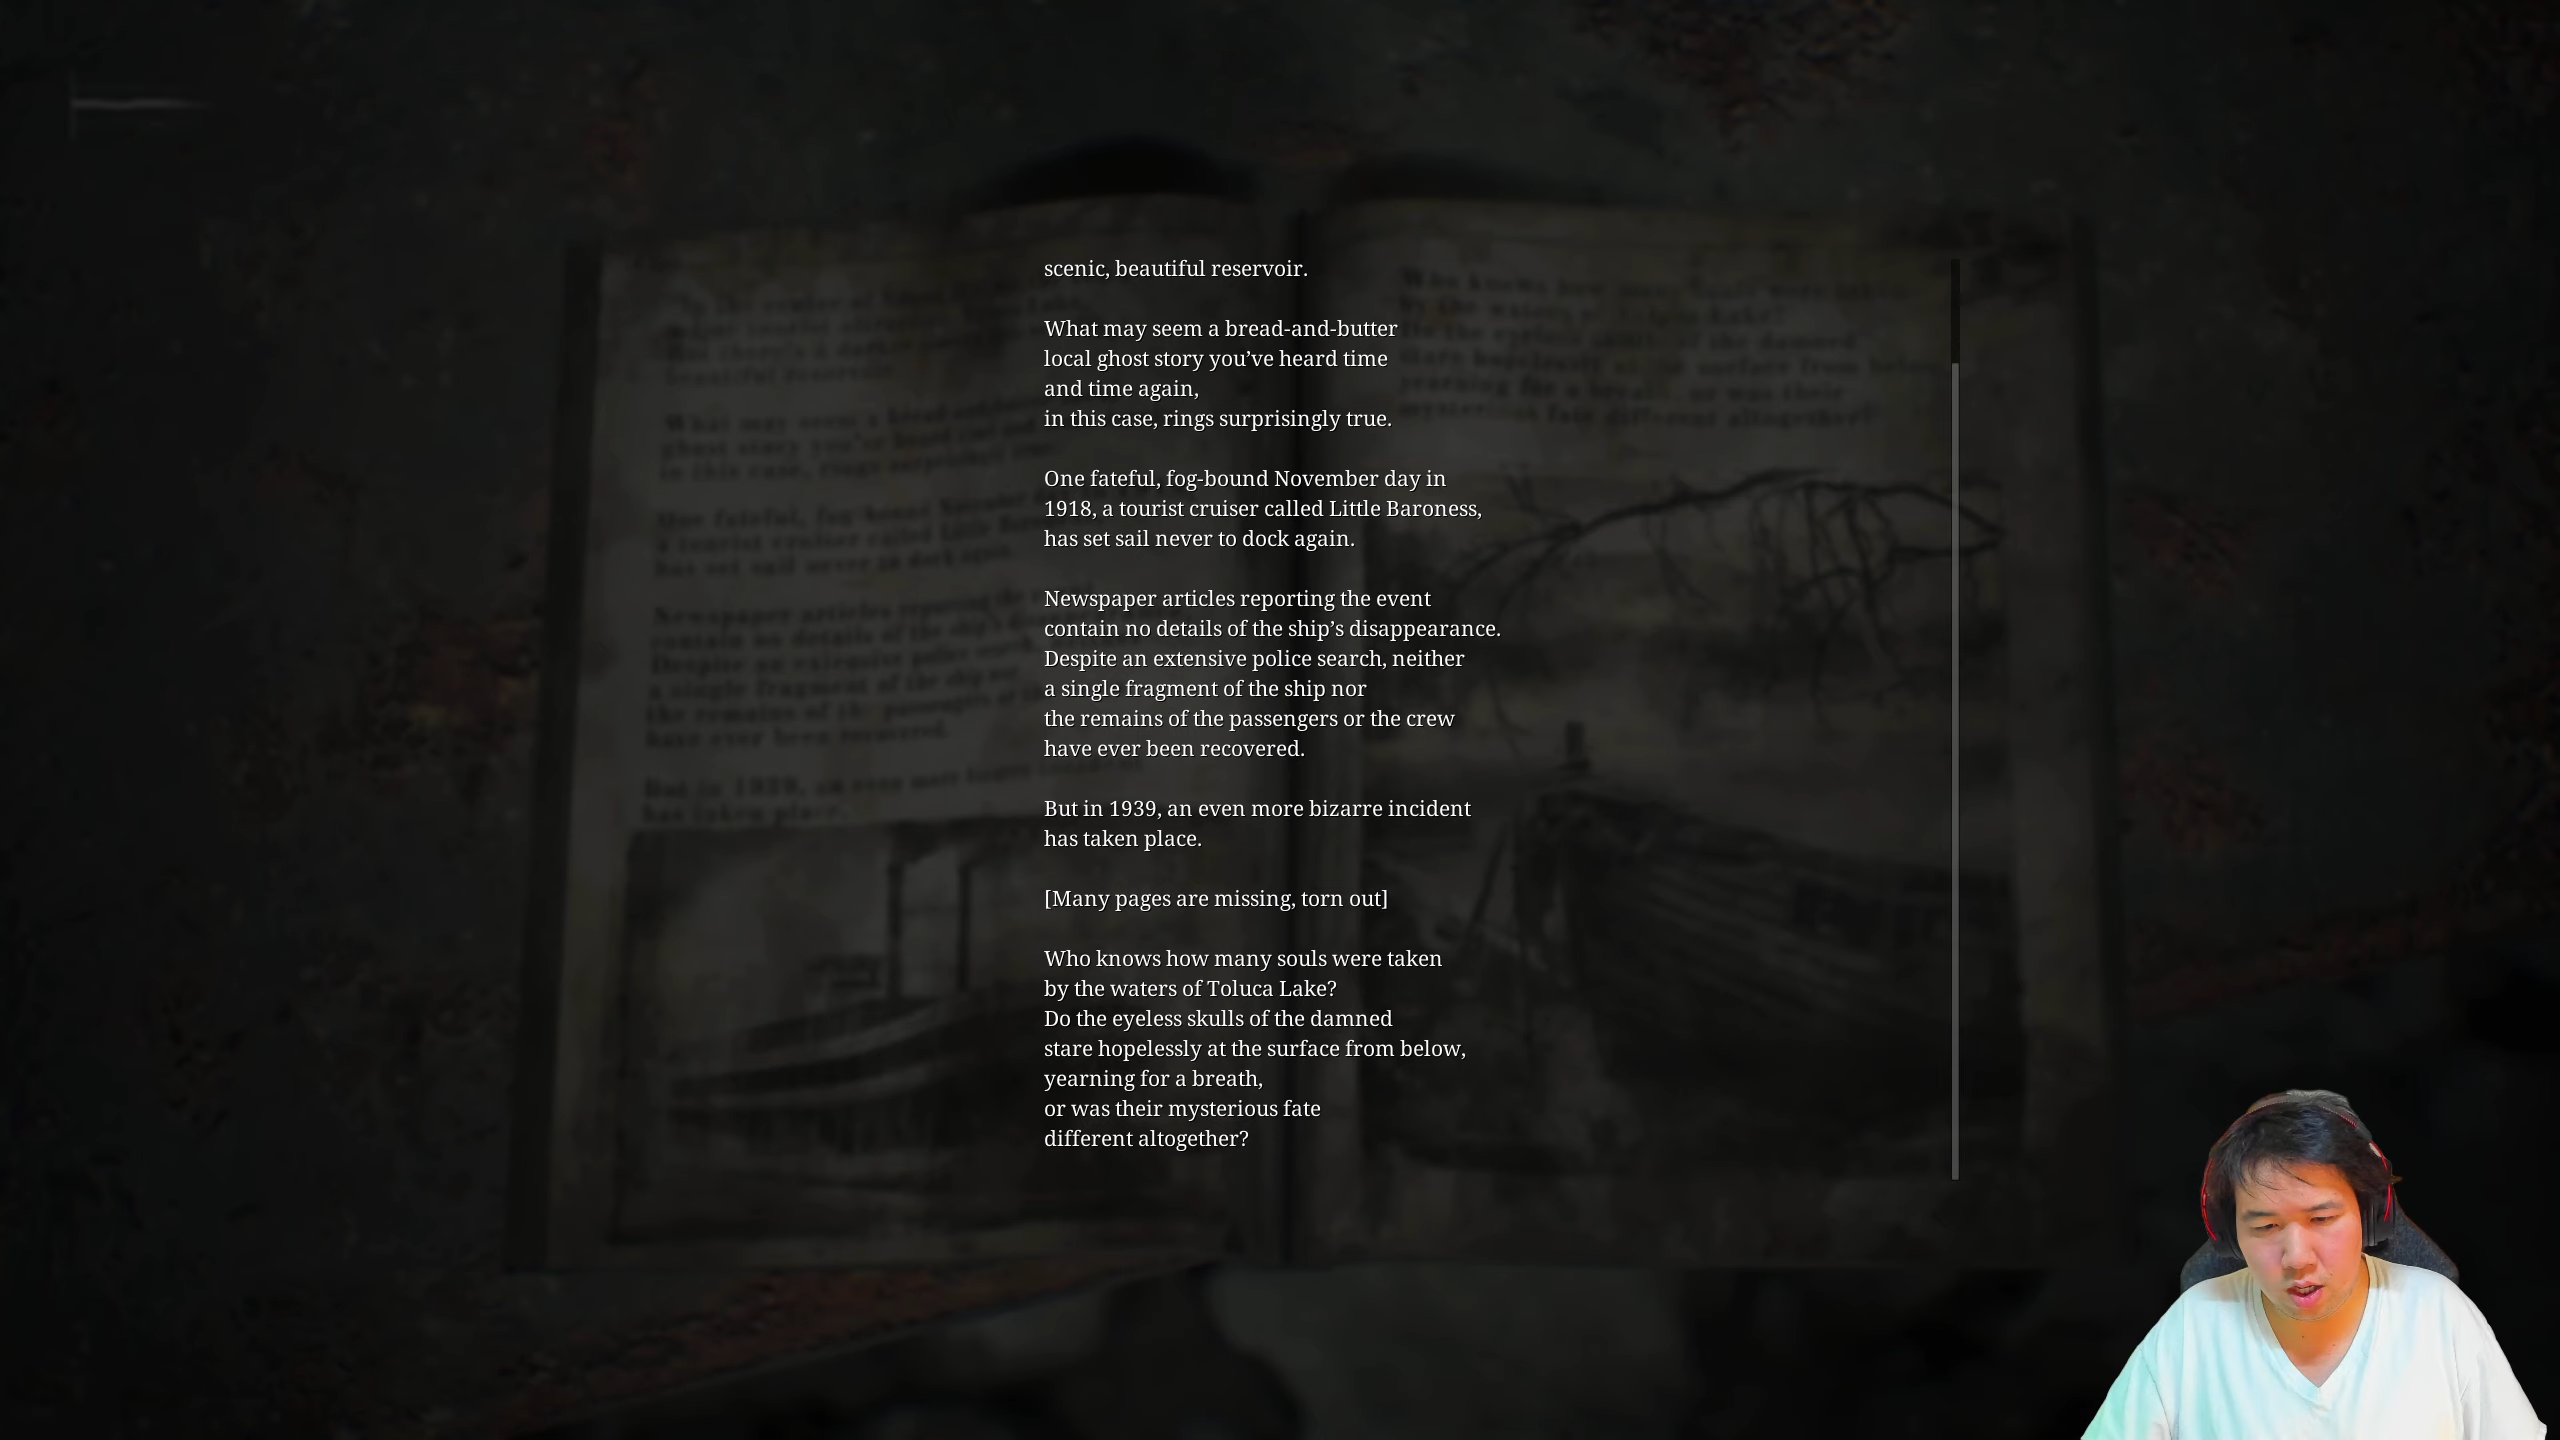 scenic, beautiful reservoir.
What may seem a bread-and-butter
local ghost story you’ve heard time
and time again,
in this case, rings surprisingly true.
One fateful, fog-bound November day in
1918, a tourist cruiser called Little Baroness,
has set sail never to dock again.
Newspaper articles reporting the event
contain no details of the ship’s disappearance.
Despite an extensive police search, neither
a single fragment of the ship nor
the remains of the passengers or the crew
have ever been recovered.
But in 1939, an even more bizarre incident
has taken place.
[Many pages are missing, torn out]
Who knows how many souls were taken
by the waters of Toluca Lake?
Do the eyeless skulls of the damned
stare hopelessly at the surface from below,
yearning for a breath,
or was their mysterious fate
different altogether?